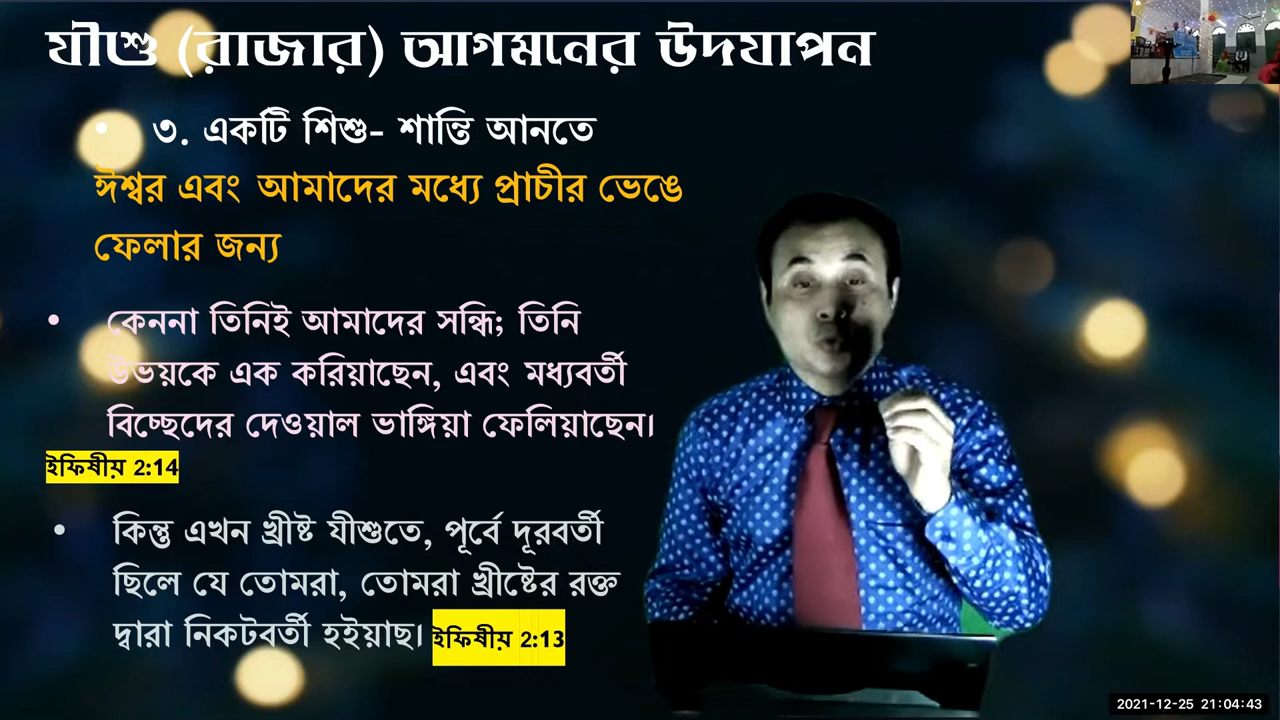 যীশু (রাজার) আগমনের উদযাপন
• ৩. একটি শিশু- শান্তি আনতে
ঈশ্বর এবং আমাদের মধ্যে প্রাচীর ভেঙে
ফেলার জন্য
• কেননা তিনিই আমাদের সন্ধি; তিনি
উভয়কে এক করিয়াছেন, এবং মধ্যবর্তী
বিচ্ছেদের দেওয়াল ভাঙ্গিয়া ফেলিয়াছেন।
ইফিষীয় 2:14
• কিন্তু এখন খ্রীষ্ট যীশুতে, পূর্বে দূরবর্তী
ছিলে যে তোমরা, তোমরা খ্রীষ্টের রক্ত
দ্বারা নিকটবর্তী হইয়াছ। ইফিষীয় 2:13
2021-12-25 21:04:43